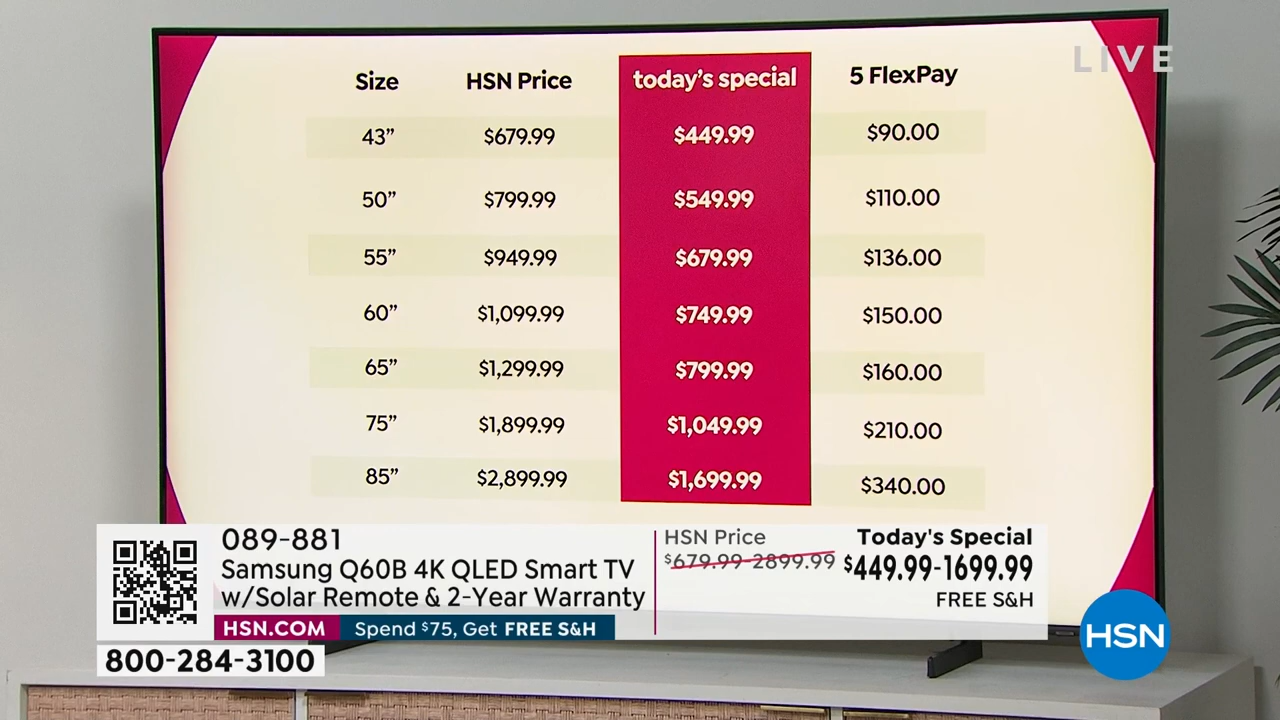 LIVE
Size HSN Price today's special 5 FlexPay
43” $679.99 $449.99 $90.00
50” $799.99 $549.99 $110.00
55” $949.99 $679.99 $136.00
60” $1,099.99 $749.99 $150.00
65” $1,299.99 $799.99 $160.00
75” $1,899.99 $1,049.99 $210.00
85” $2,899.99 $1,699.99 $340.00
089-881
Samsung Q60B 4K QLED Smart TV
w/Solar Remote & 2-Year Warranty
HSN.COM Spend $75, Get FREE S&H
800-284-3100
HSN Price
$679.99-2899.99
Today's Special
$449.99-1699.99
FREE S&H
HSN